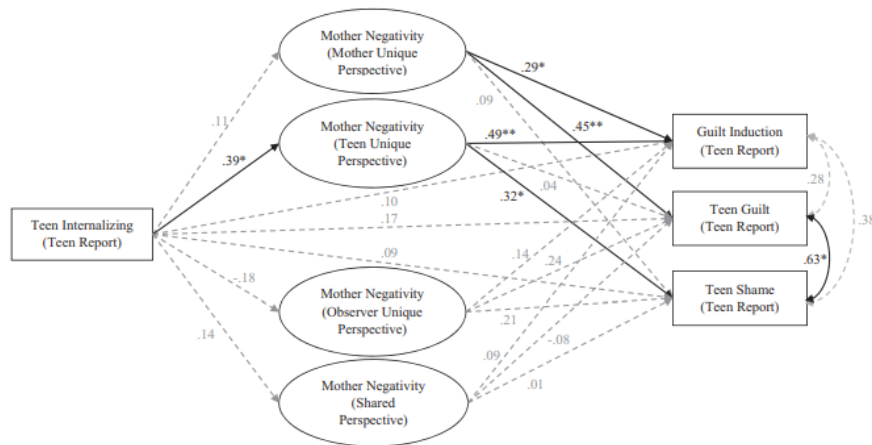 Mother Negativity
(Mother Unique
Perspective)
.29*
.09
.11
Mother Negativity
(Teen Unique
Perspective)
.49**
.45**
Guilt Induction
(Teen Report)
.39*
.04
.28
.10
.32*
Teen Internalizing
(Teen Report)
.17
Teen Guilt
(Teen Report)
.38
.09
.14
.24
.63*
-.18
Mother Negativity
(Observer Unique
Perspective)
.21
Teen Shame
(Teen Report)
.14
-.08
.09
Mother Negativity
(Shared
Perspective)
.01